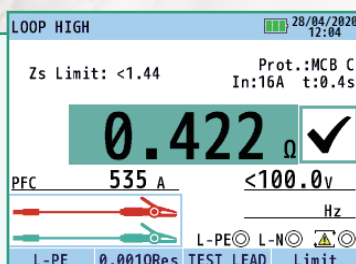 LOOP HIGH 28/04/2020
12:04
Zs Limit: <1.44 Prot.:MCB C
In:16A t:0.4s
0.422 Ω
PFC 535 A <100.0V
Hz
L-PE L-N
L-PE 0.001ΩRes TEST LEAD Limit